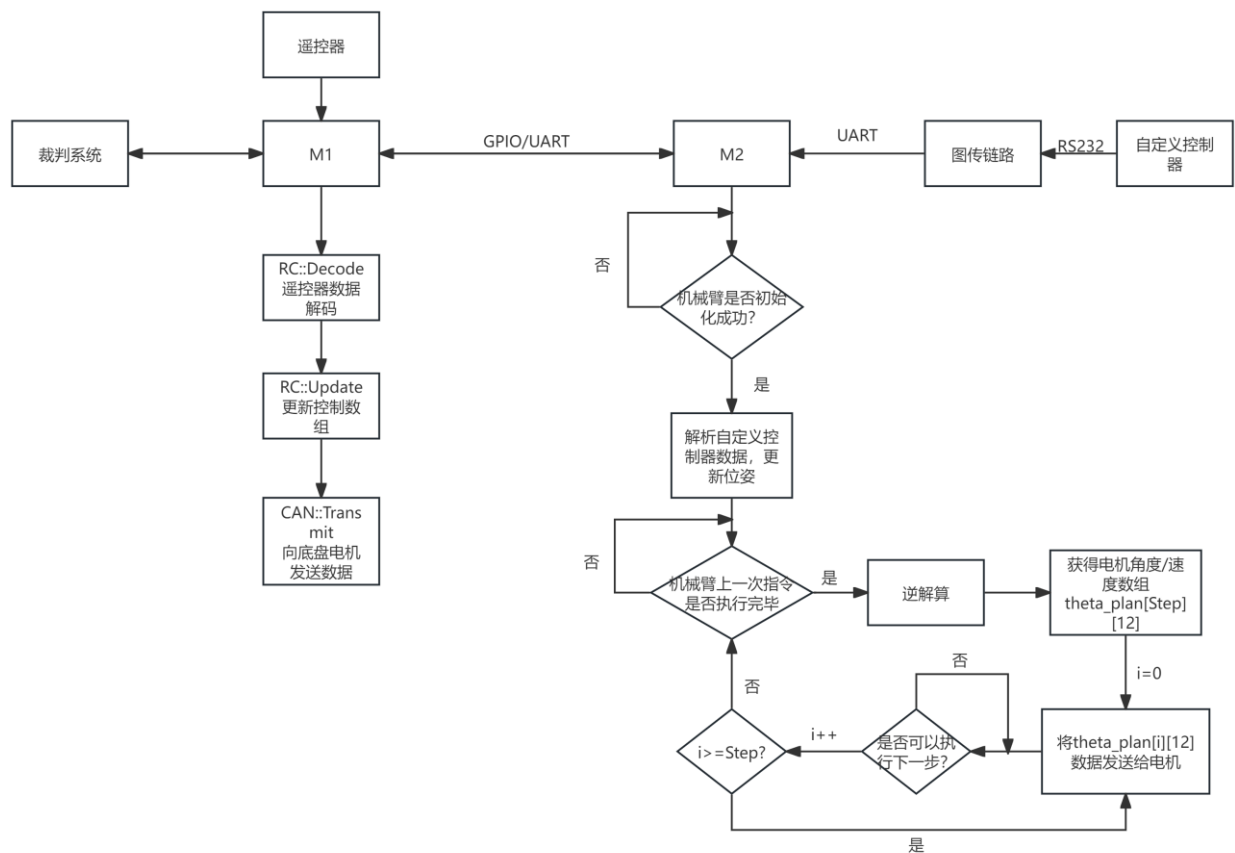 遥控器
裁判系统
M1
GPIO/UART
M2
UART
图传链路
RS232
自定义控制
器
RC::Decode
遥控器数据
解码
RC::Update
更新控制数
组
CAN::Trans
mit
向底盘电机
发送数据
否
机械臂是否初始
化成功？
是
解析自定义控
制器数据，更
新位姿
否
机械臂上一次指令
是否执行完毕
是
逆解算
获得电机角度/速
度数组
theta_plan[Step]
[12]
i=0
将theta_plan[i][12]
数据发送给电机
否
是否可以执
行下一步？
i++
i>=Step?
否
是